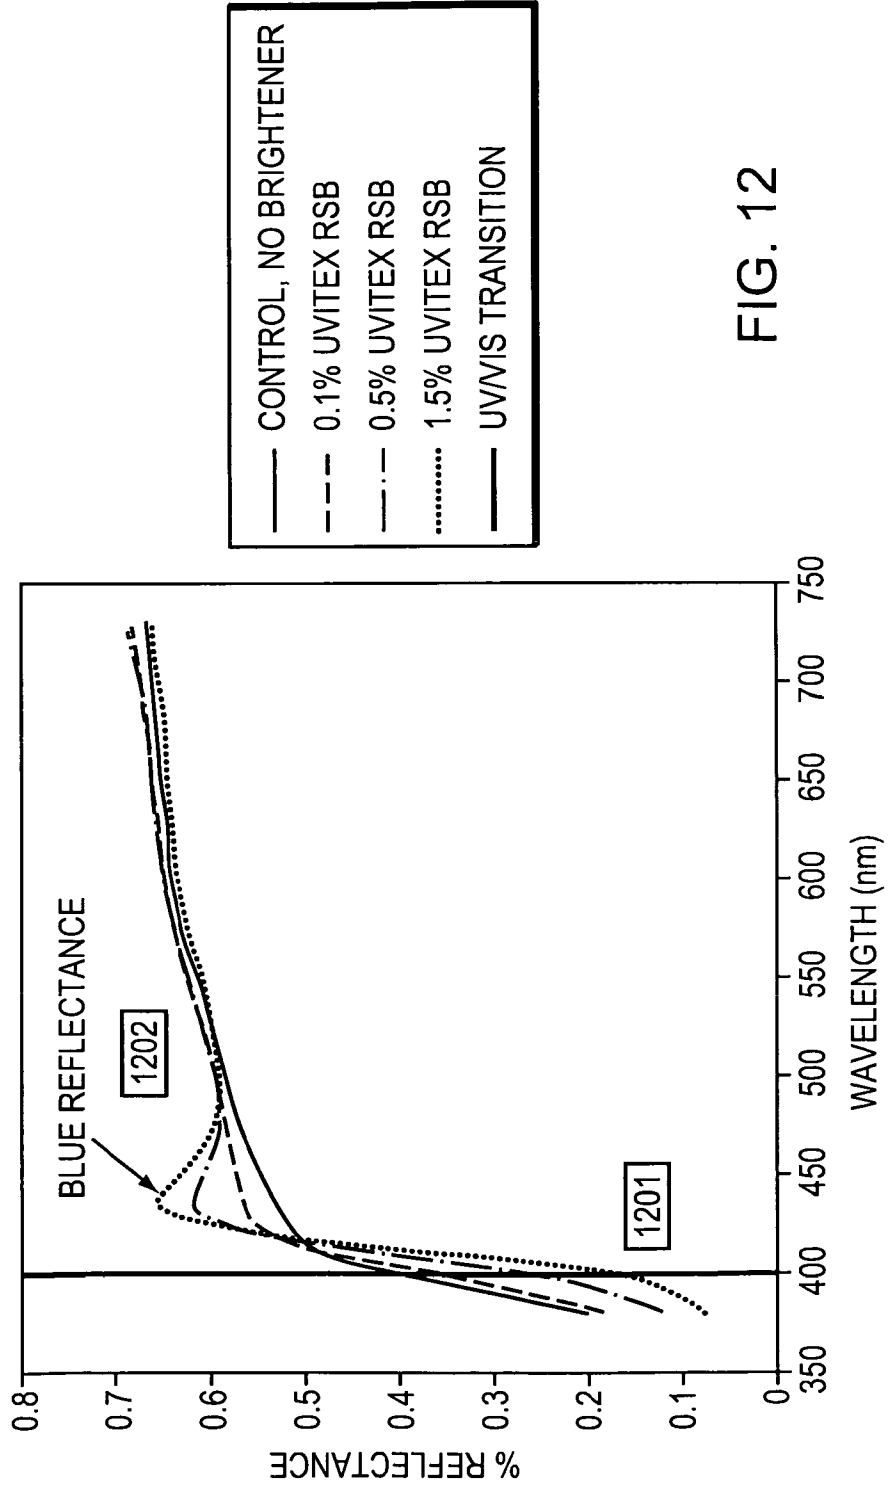 % REFLECTANCE
0.8
0.7
0.6
0.5
0.4
0.3
0.2
0.1
0
350
400
450
500
550
600
650
700
750
WAVELENGTH (nm)
BLUE REFLECTANCE
1202
1201
CONTROL, NO BRIGHTENER
0.1% UVITEX RSB
0.5% UVITEX RSB
1.5% UVITEX RSB
UV/VIS TRANSITION
FIG. 12